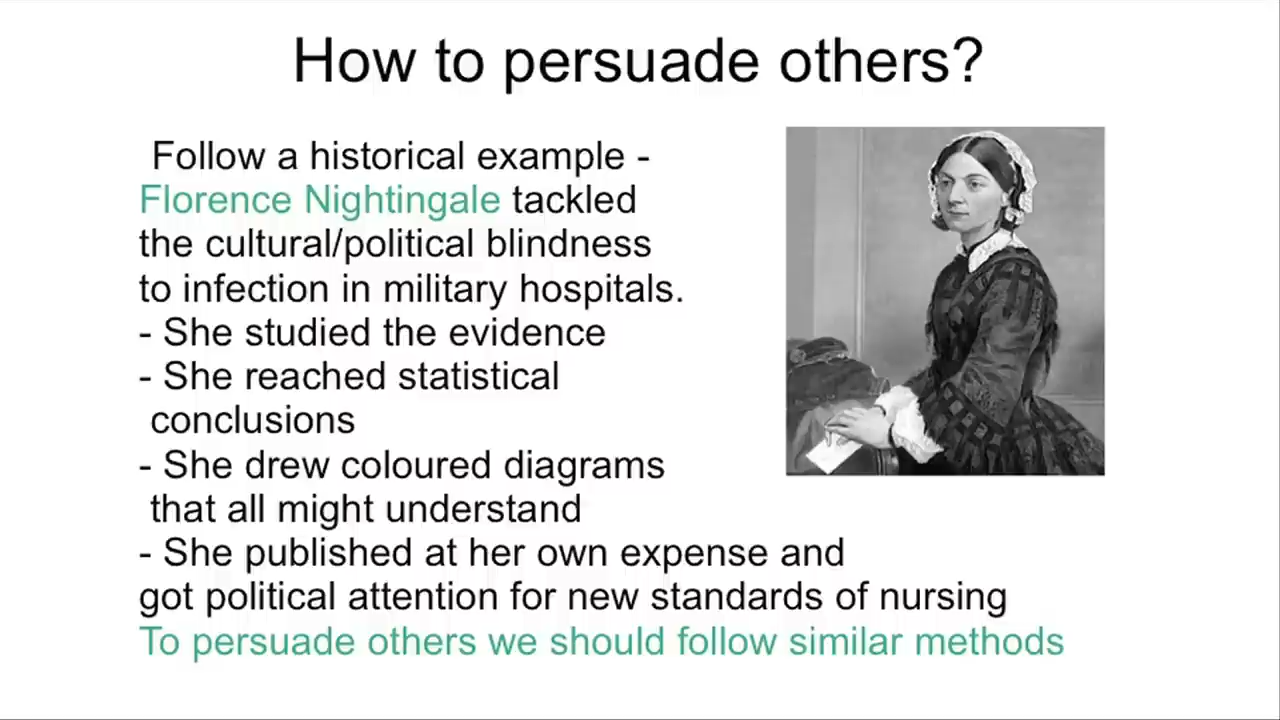 How to persuade others?
Follow a historical example -
Florence Nightingale tackled
the cultural/political blindness
to infection in military hospitals.
- She studied the evidence
- She reached statistical
conclusions
- She drew coloured diagrams
that all might understand
- She published at her own expense and
got political attention for new standards of nursing
To persuade others we should follow similar methods